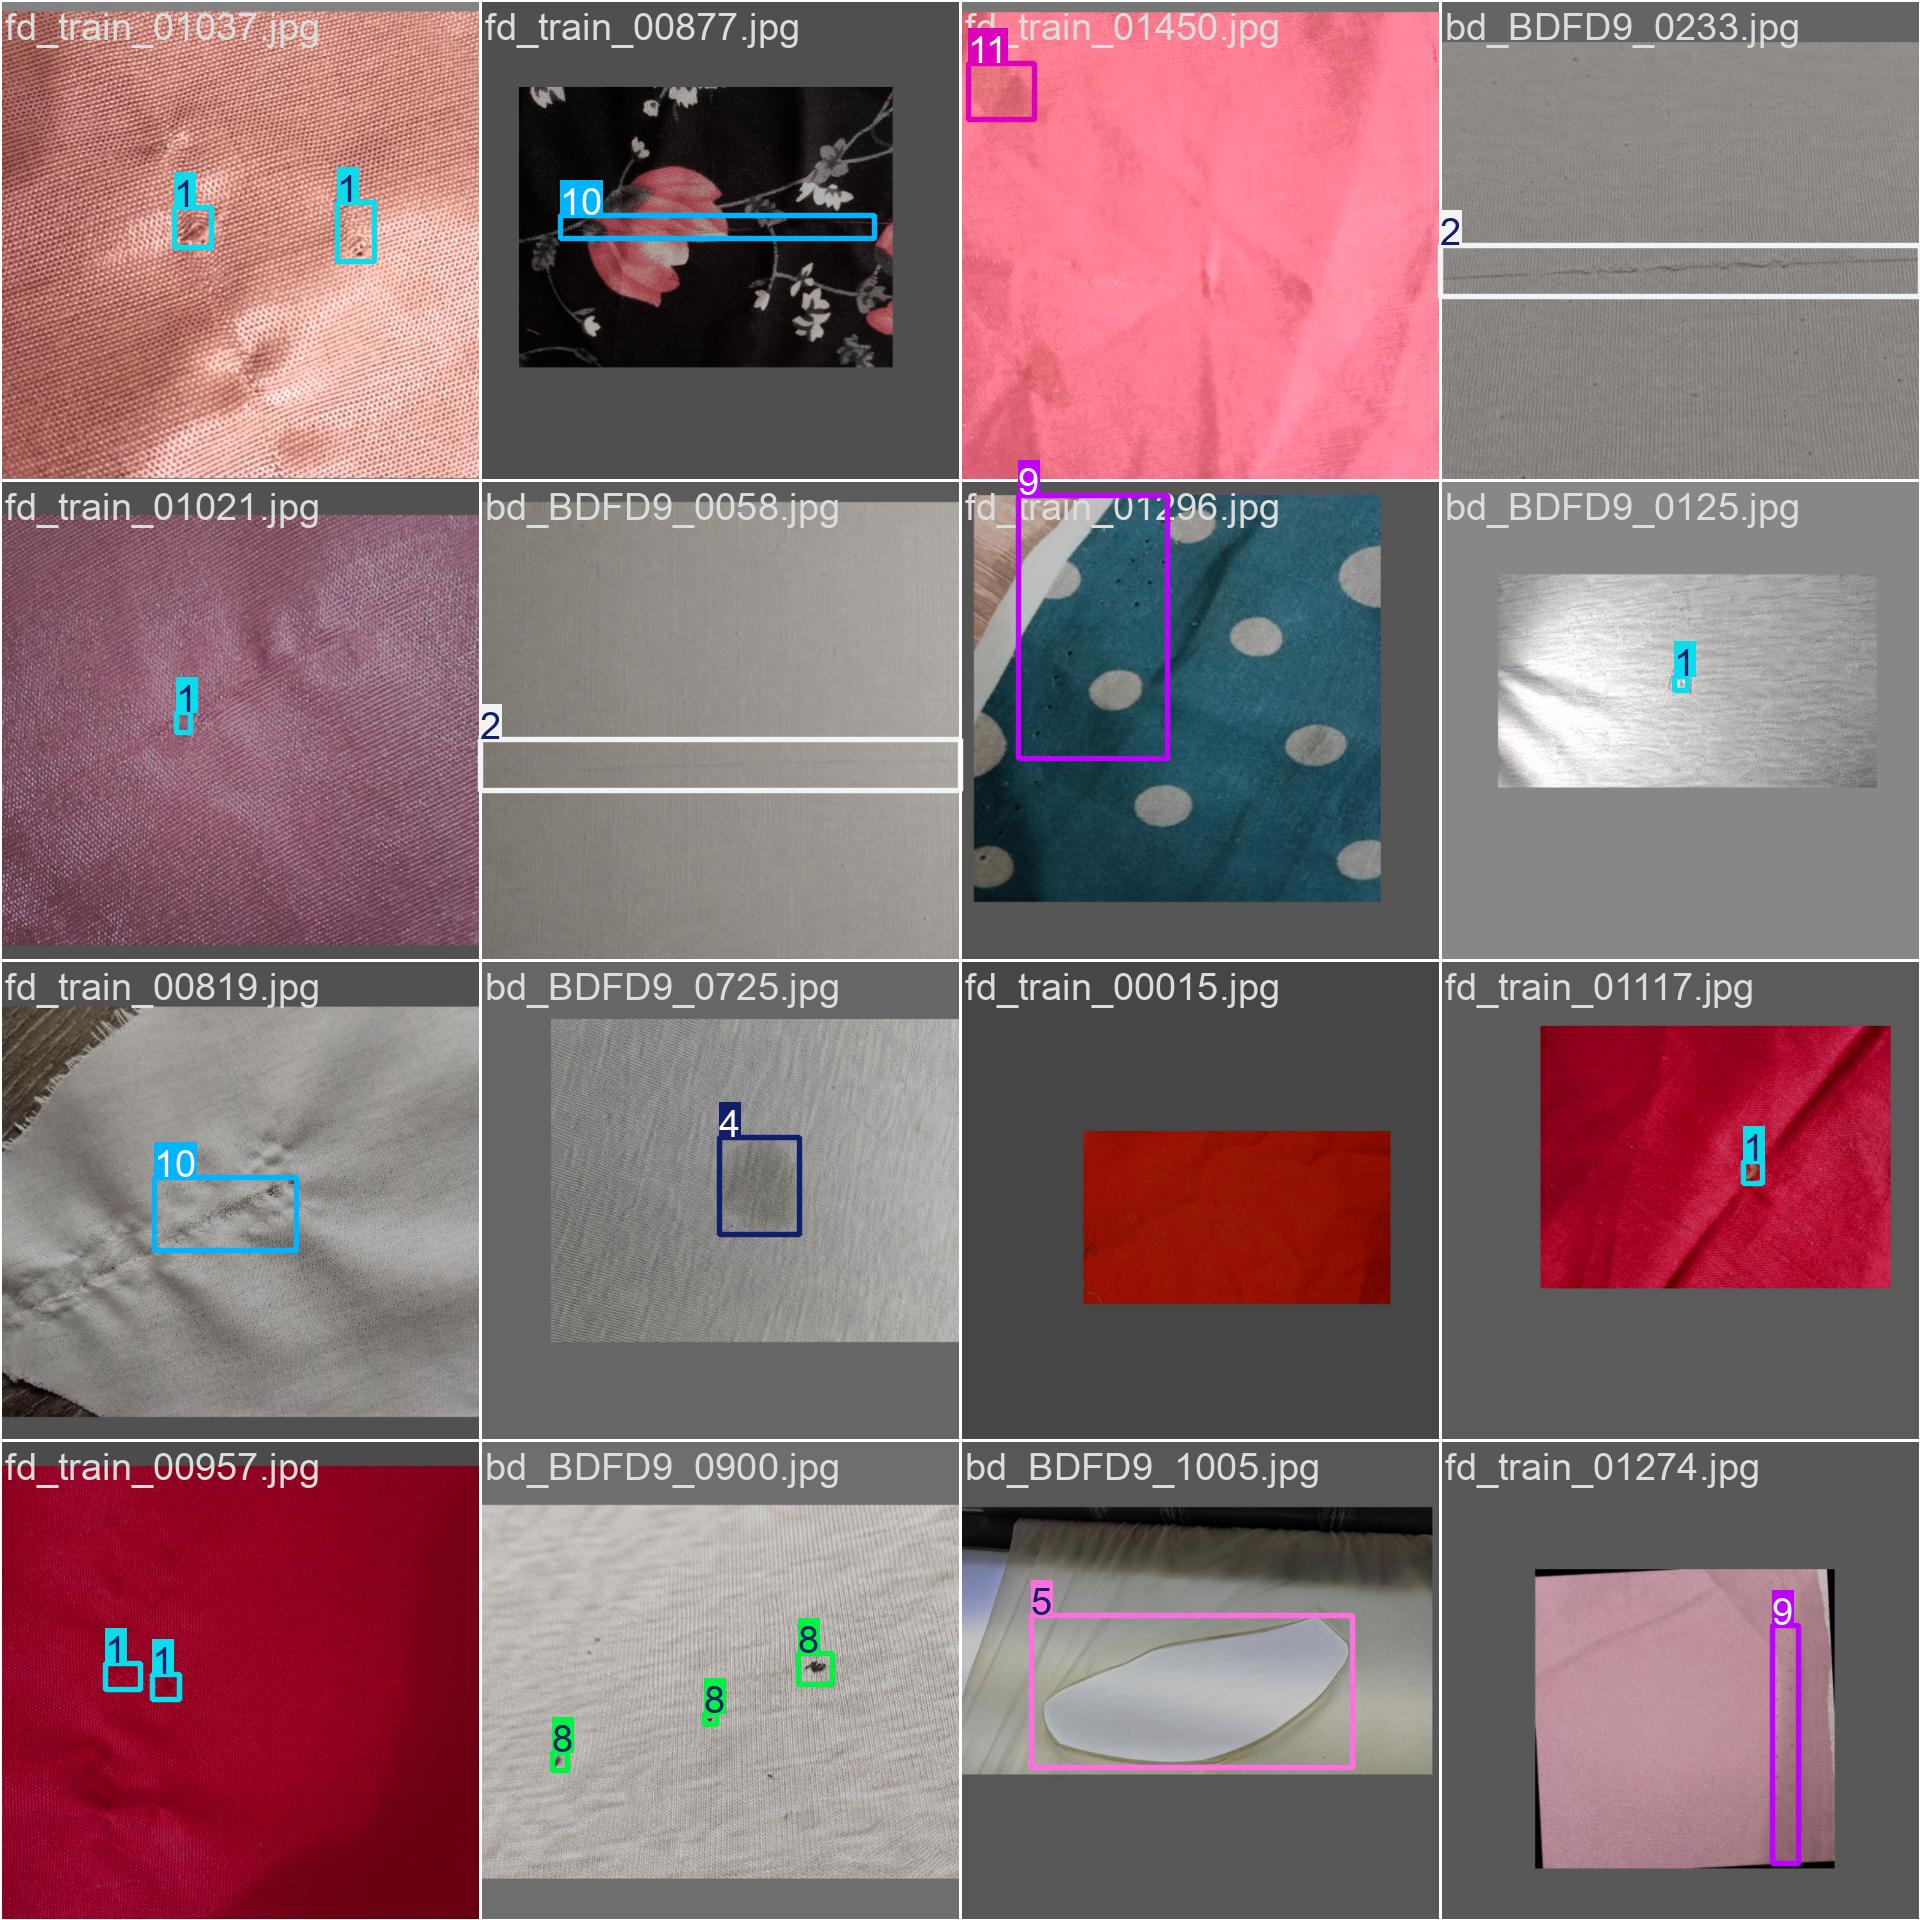 fd_train_01037.jpg
fd_train_00877.jpg
fd_train_01450.jpg
bd_BDFD9_0233.jpg
1
1
10
11
2
fd_train_01021.jpg
bd_BDFD9_0058.jpg
fd_train_01296.jpg
bd_BDFD9_0125.jpg
1
2
9
1
fd_train_00819.jpg
bd_BDFD9_0725.jpg
fd_train_00015.jpg
fd_train_01117.jpg
10
4
1
fd_train_00957.jpg
bd_BDFD9_0900.jpg
bd_BDFD9_1005.jpg
fd_train_01274.jpg
1
1
8
8
8
5
9